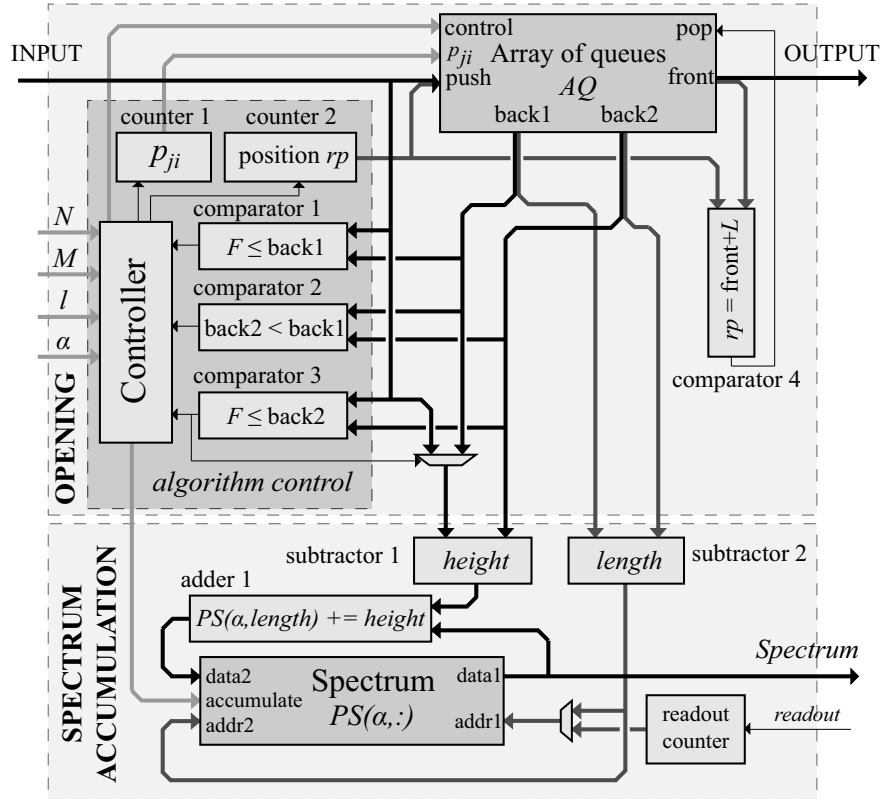 INPUT
OUTPUT
control
pop
p_ji
Array of queues
push
front
AQ
back1
back2
counter 1
counter 2
p_ji
position rp
N
M
l
α
Controller
comparator 1
F ≤ back1
comparator 2
back2 < back1
comparator 3
F ≤ back2
rp = front+L
comparator 4
algorithm control
OPENING
subtractor 1
height
length
subtractor 2
adder 1
PS(α,length) += height
SPECTRUM
ACCUMULATION
Spectrum
data2
Spectrum
data1
accumulate
PS(α,:)
addr2
addr1
readout
counter
readout